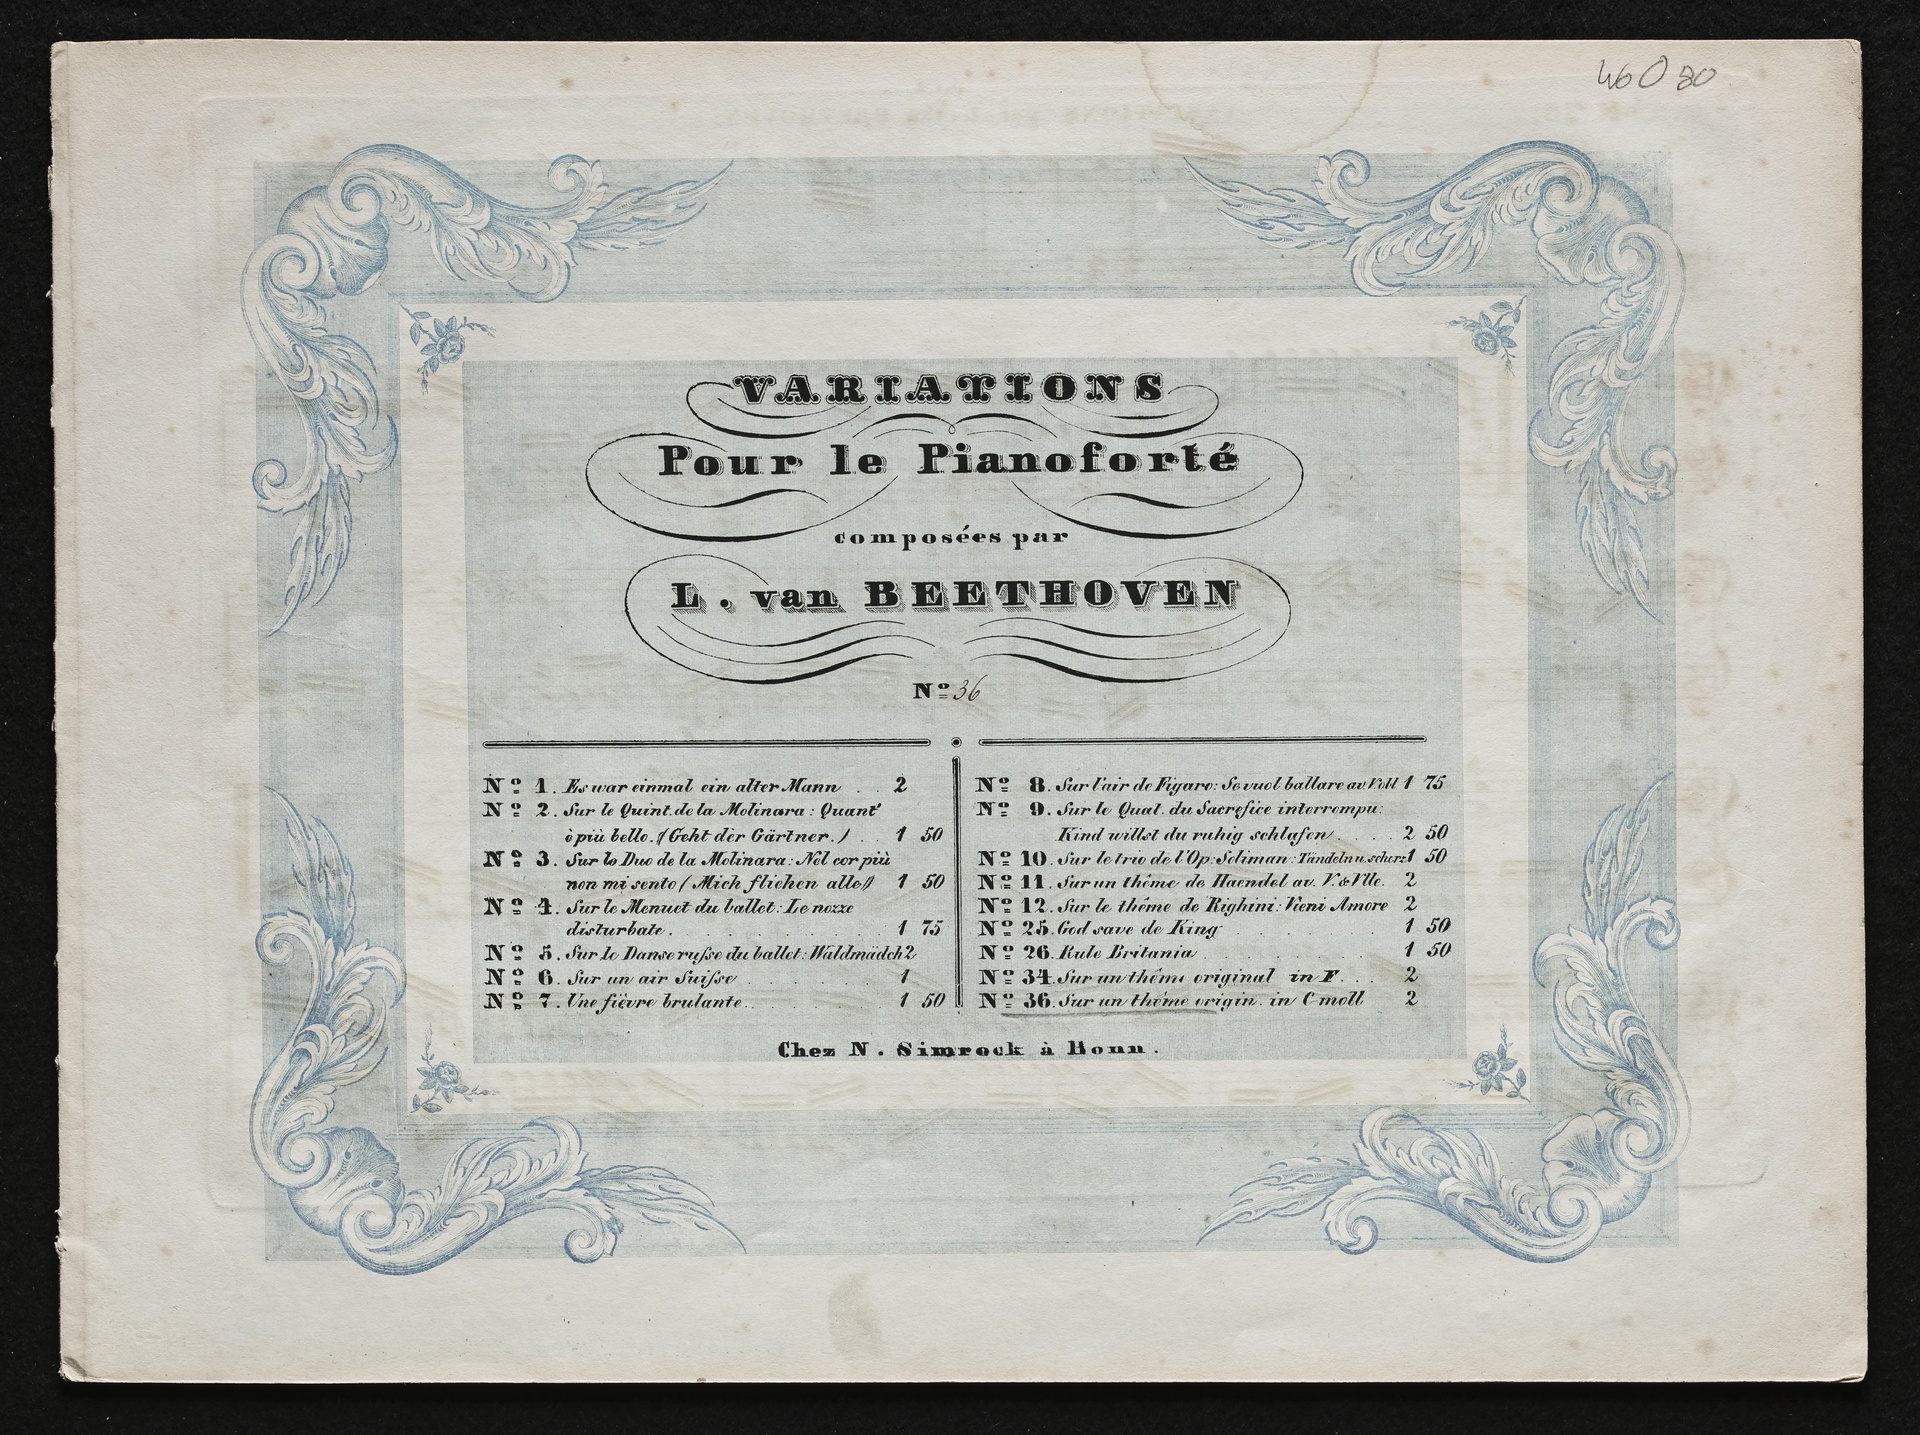 46 0 80
VARIATIONS
Pour le Pianoforté
composées par
L. van BEETHOVEN
Nº 36
Nº 1. Es war einmal ein alter Mann . . 2
Nº 2. Sur le Quint. de la Molinara: Quant'
è più bello. (Geht dèr Gärtner.) . . 1 50
Nº 3. Sur le Duo de la Molinara: Nel cor più
non mi sento (Mich fliehen alle) 1 50
Nº 4. Sur le Menuet du ballet: Le nozze
disturbate . . . . . 1 75
Nº 5. Sur le Danse russe du ballet: Waldmädch 2
Nº 6. Sur un air Suisse . . . . 1
Nº 7. Une fièvre brulante . . . . 1 50
Nº 8. Sur l'air de Figaro: Se vuol ballare av. Voll 1 75
Nº 9. Sur le Quat. du Sacrefice interrompu:
Kind willst du ruhig schlafen . . . . 2 50
Nº 10. Sur le trio de l'Op: Soliman: Tändeln u. scherz 1 50
Nº 11. Sur un thême de Haendel av. V. & Vlle. 2
Nº 12. Sur le thême de Righini: Vieni Amore 2
Nº 25. God save de King . . . . 1 50
Nº 26. Rule Britania . . . . 1 50
Nº 34. Sur un thême original in F . . . 2
Nº 36. Sur un thême origin. in C-moll 2
Chez N. Simrock à Bonn.